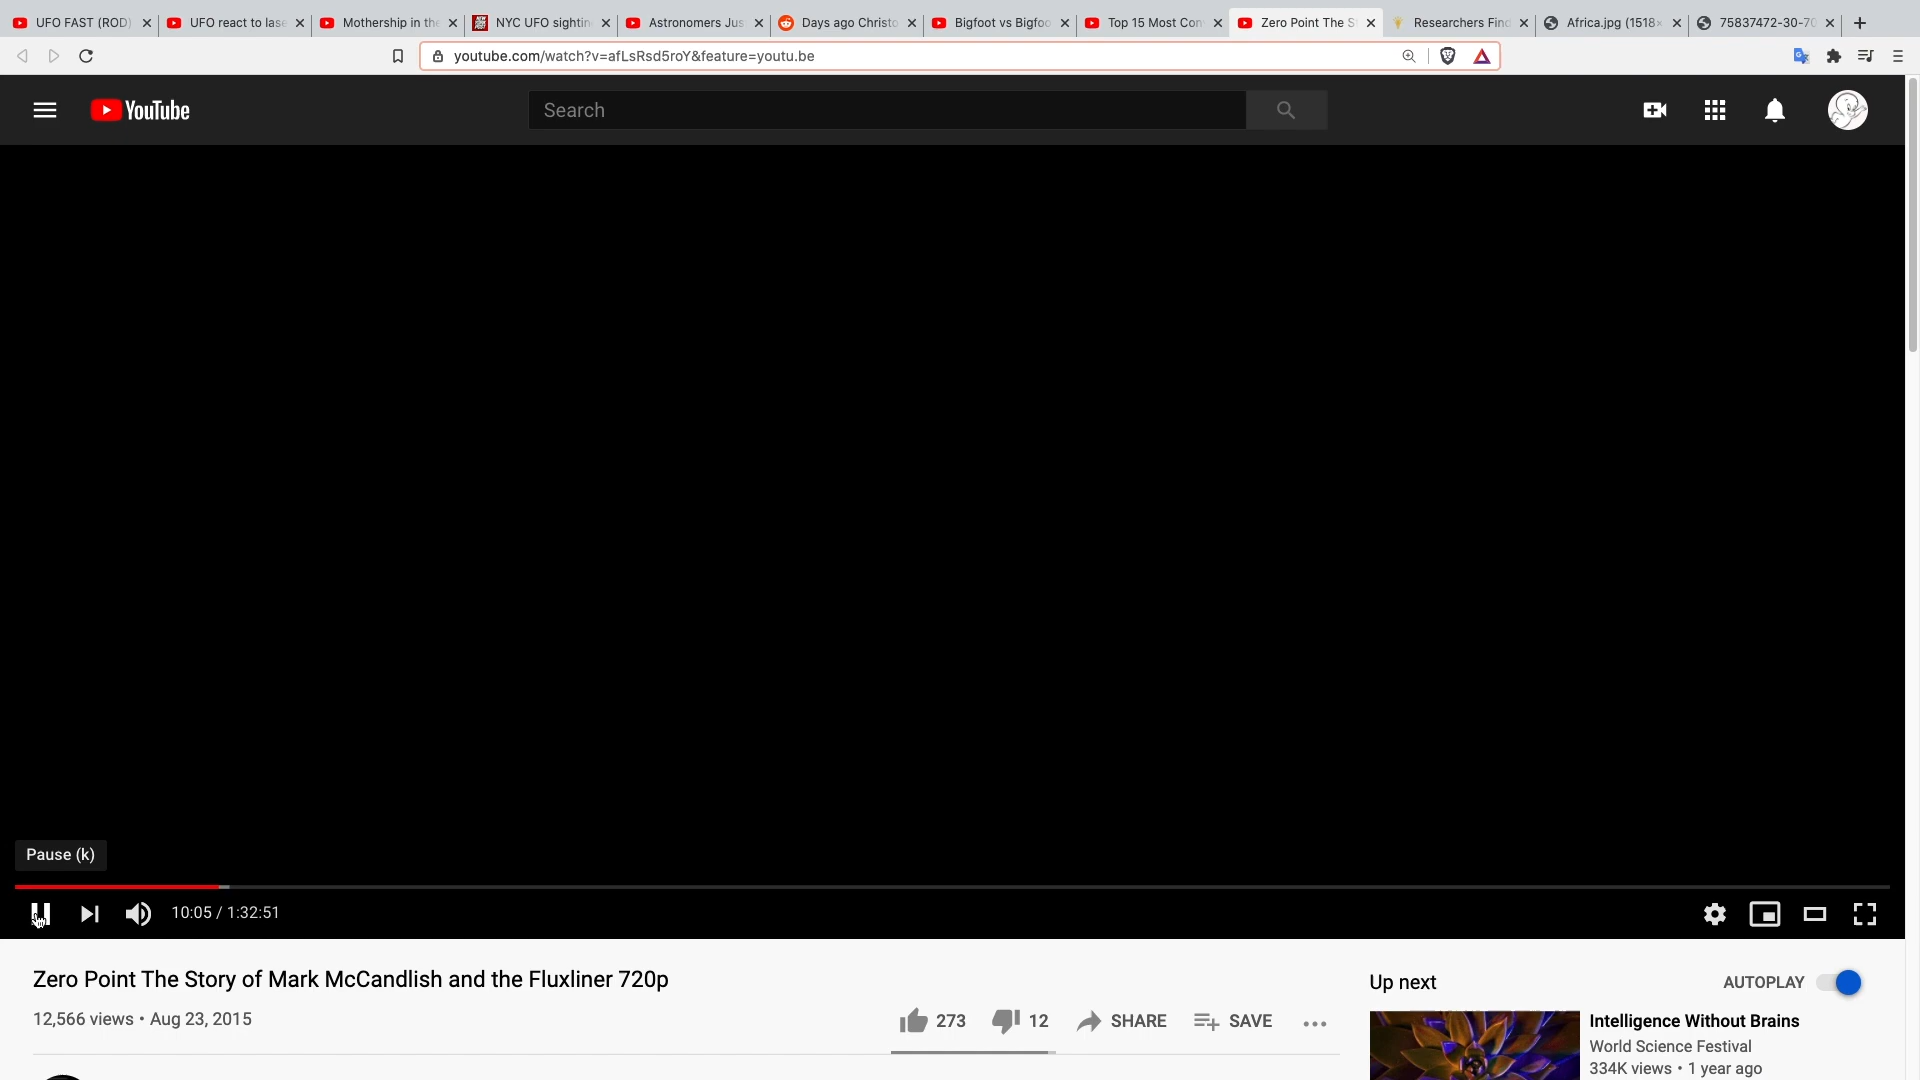 UFO FAST (ROD)
UFO react to lase
Mothership in the
NYC UFO sightin
Astronomers Jus
Days ago Christo
Bigfoot vs Bigfoo
Top 15 Most Con
Zero Point The S
Researchers Find
Africa.jpg (1518×
75837472-30-70
youtube.com/watch?v=afLsRsd5roY&feature=youtu.be
YouTube
Search
Pause (k)
10:05 / 1:32:51
Zero Point The Story of Mark McCandlish and the Fluxliner 720p
12,566 views • Aug 23, 2015
273
12
SHARE
SAVE
Up next
AUTOPLAY
Intelligence Without Brains
World Science Festival
334K views • 1 year ago